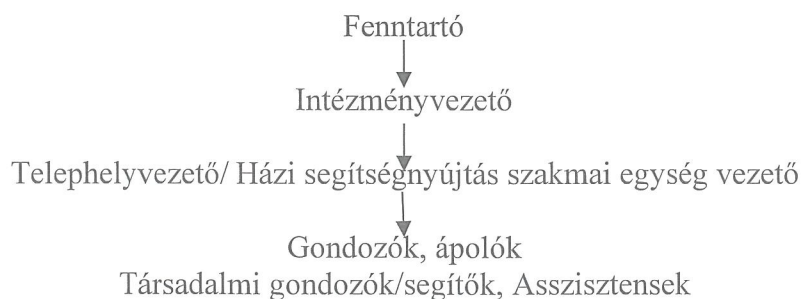 Fenntartó
Intézményvezető
Telephelyvezető/ Házi segítségnyújtás szakmai egység vezető
Gondozók, ápolók
Társadalmi gondozók/segítők, Asszisztensek